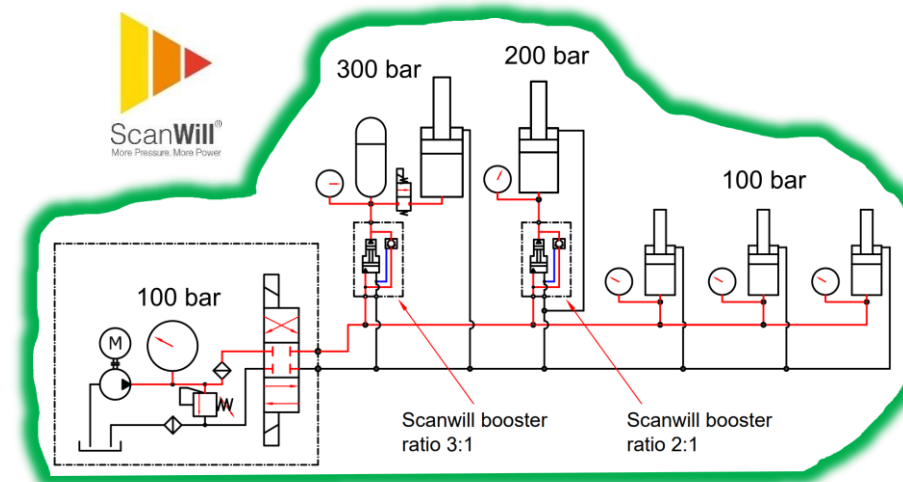 ScanWill®
More Pressure. More Power
300 bar
200 bar
100 bar
100 bar
M
Scanwill booster
ratio 3:1
Scanwill booster
ratio 2:1